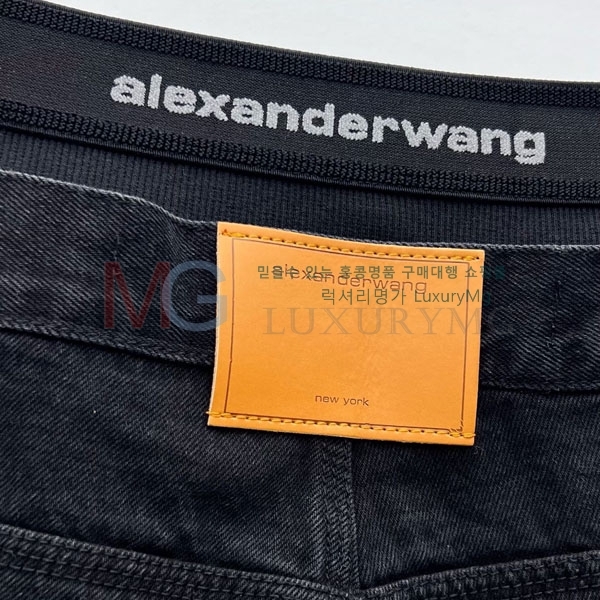 alexanderwang
믿을수 있는 홍콩명품 구매대행 쇼핑
alexanderwang
럭셔리명가 LuxuryM
MG LUXURYMG
new york